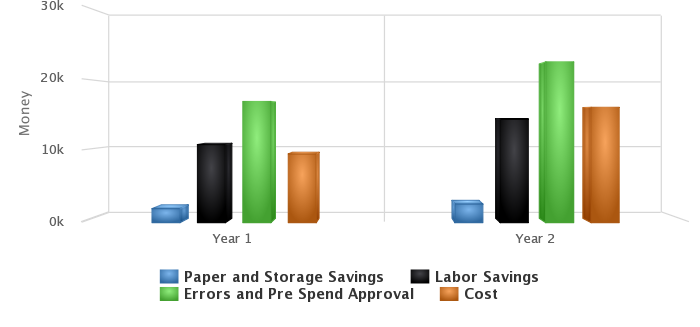 30k
20k
10k
0k
Money
Year 1 Year 2
Paper and Storage Savings Labor Savings
Errors and Pre Spend Approval Cost